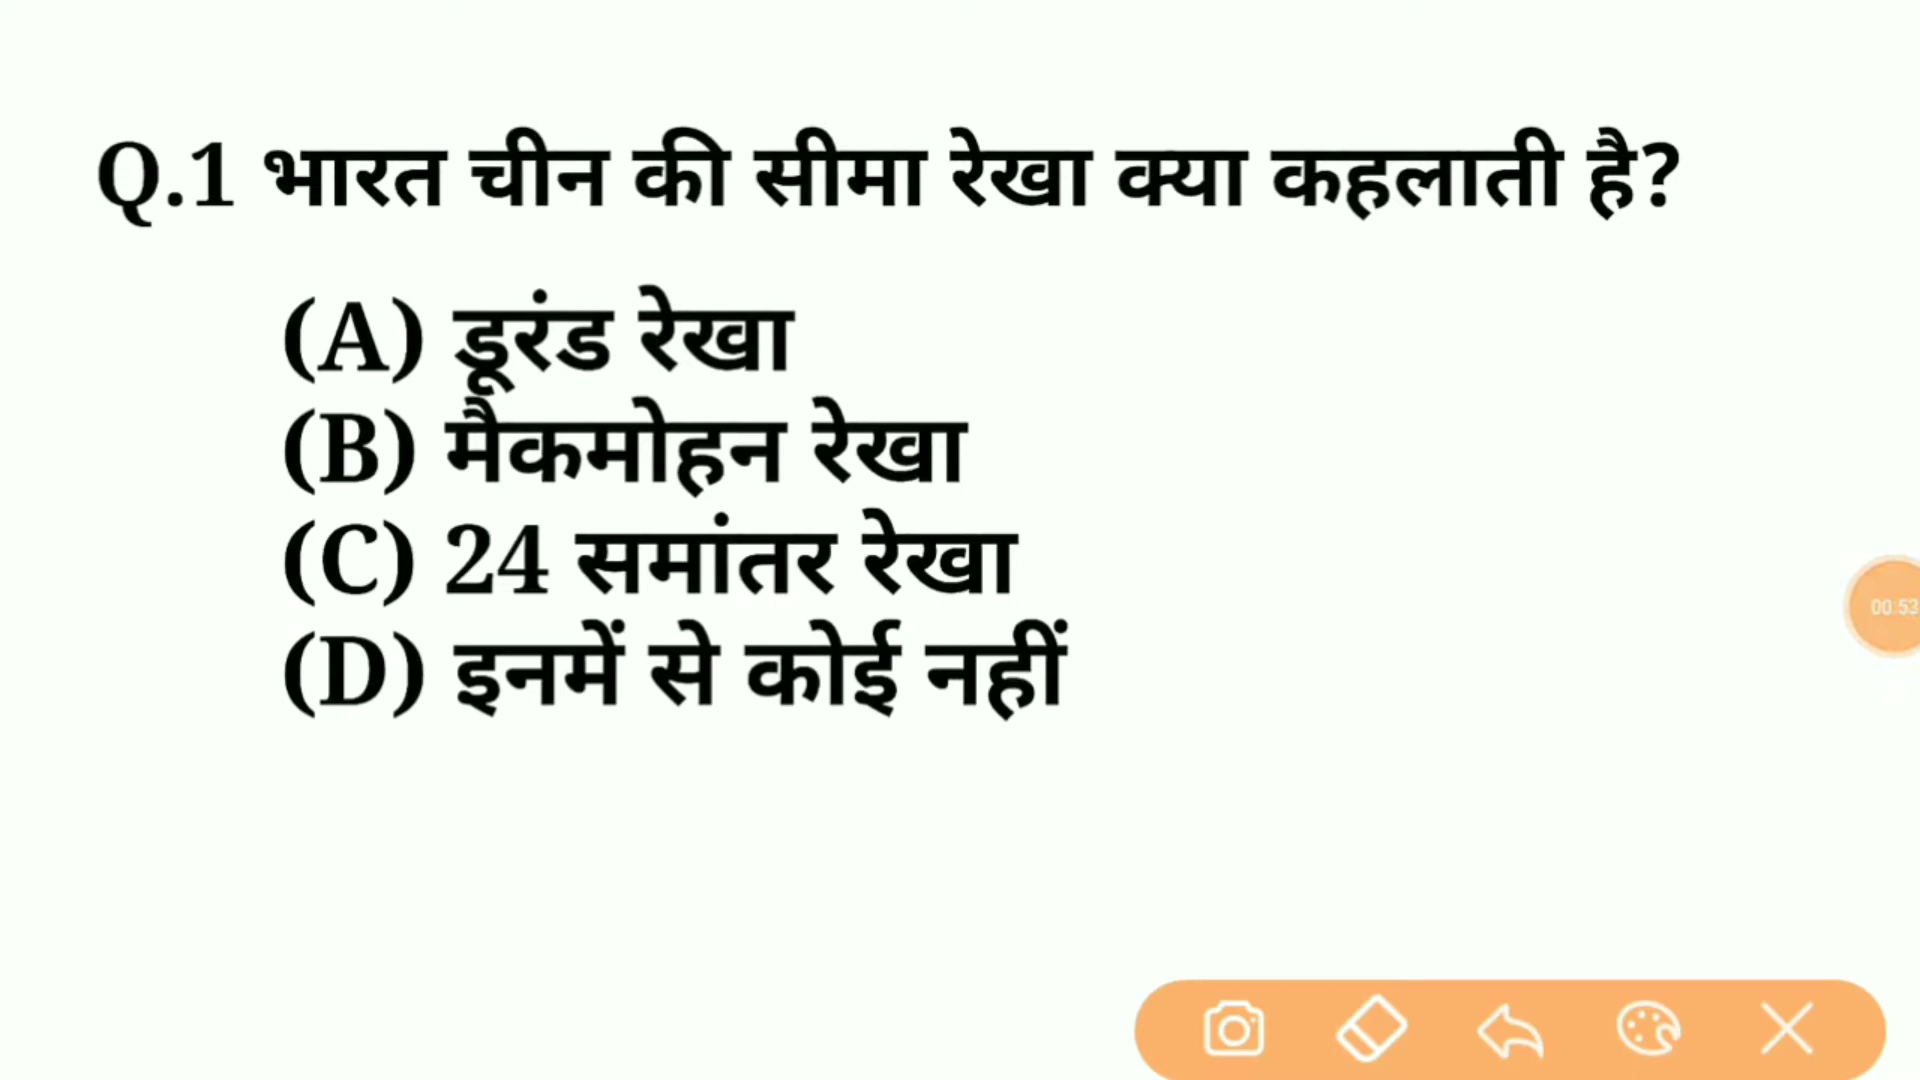 Q.1 भारत चीन की सीमा रेखा क्या कहलाती है?
(A) डूरंड रेखा
(B) मैकमोहन रेखा
(C) 24 समांतर रेखा
(D) इनमें से कोई नहीं
00:53